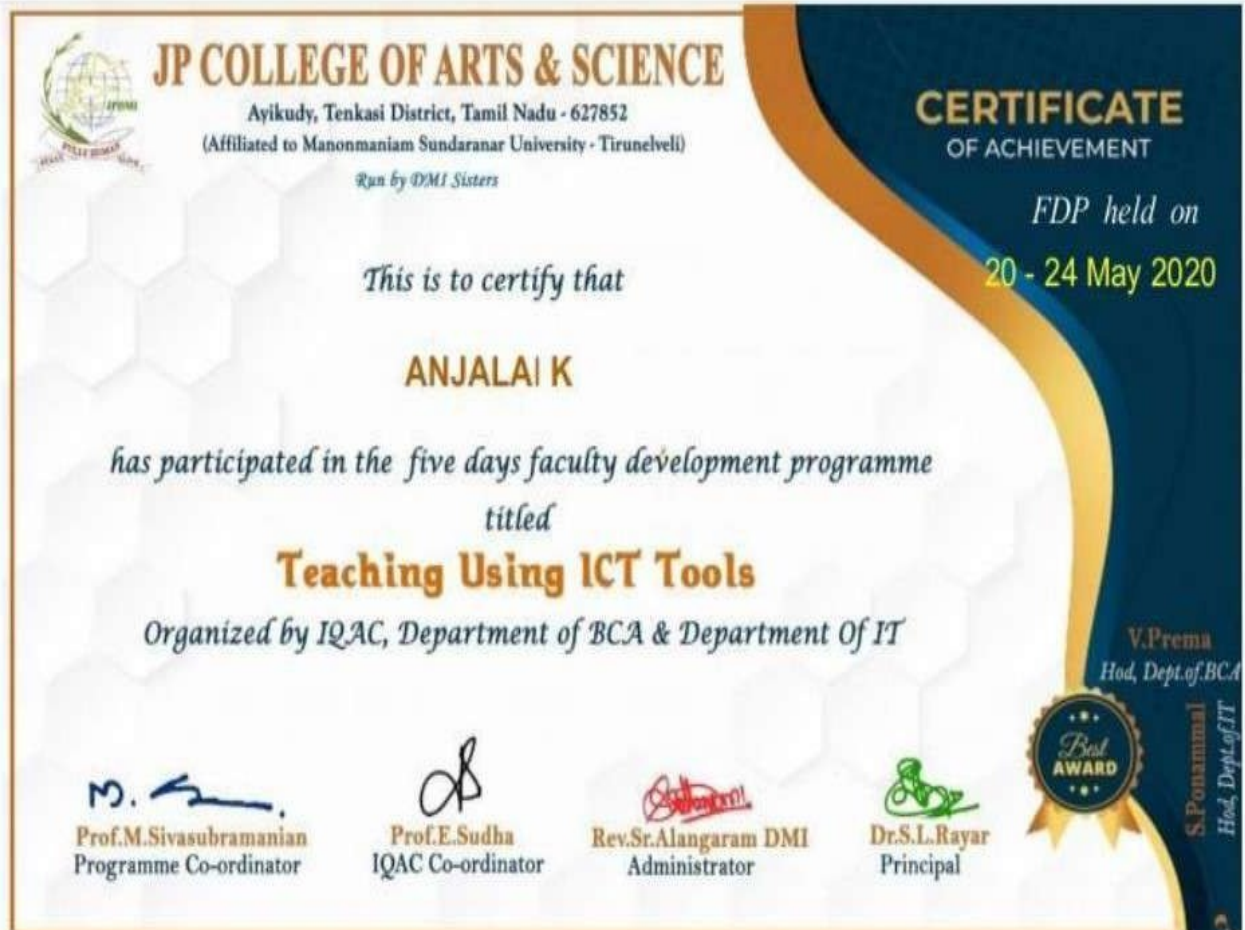 JP COLLEGE OF ARTS & SCIENCE
Ayikudy, Tenkasi District, Tamil Nadu - 627852
(Affiliated to Manonmaniam Sundaranar University - Tirunelveli)
Run by DMI Sisters
CERTIFICATE
OF ACHIEVEMENT
FDP held on
20 - 24 May 2020
This is to certify that
ANJALAI K
has participated in the five days faculty development programme
titled
Teaching Using ICT Tools
Organized by IQAC, Department of BCA & Department Of IT
V.Prema
Hod, Dept.of.BCA
S.Ponammal
Hod, Dept.of.IT
Best
AWARD
Prof.M.Sivasubramanian
Programme Co-ordinator
Prof.E.Sudha
IQAC Co-ordinator
Rev.Sr.Alangaram DMI
Administrator
Dr.S.L.Rayar
Principal